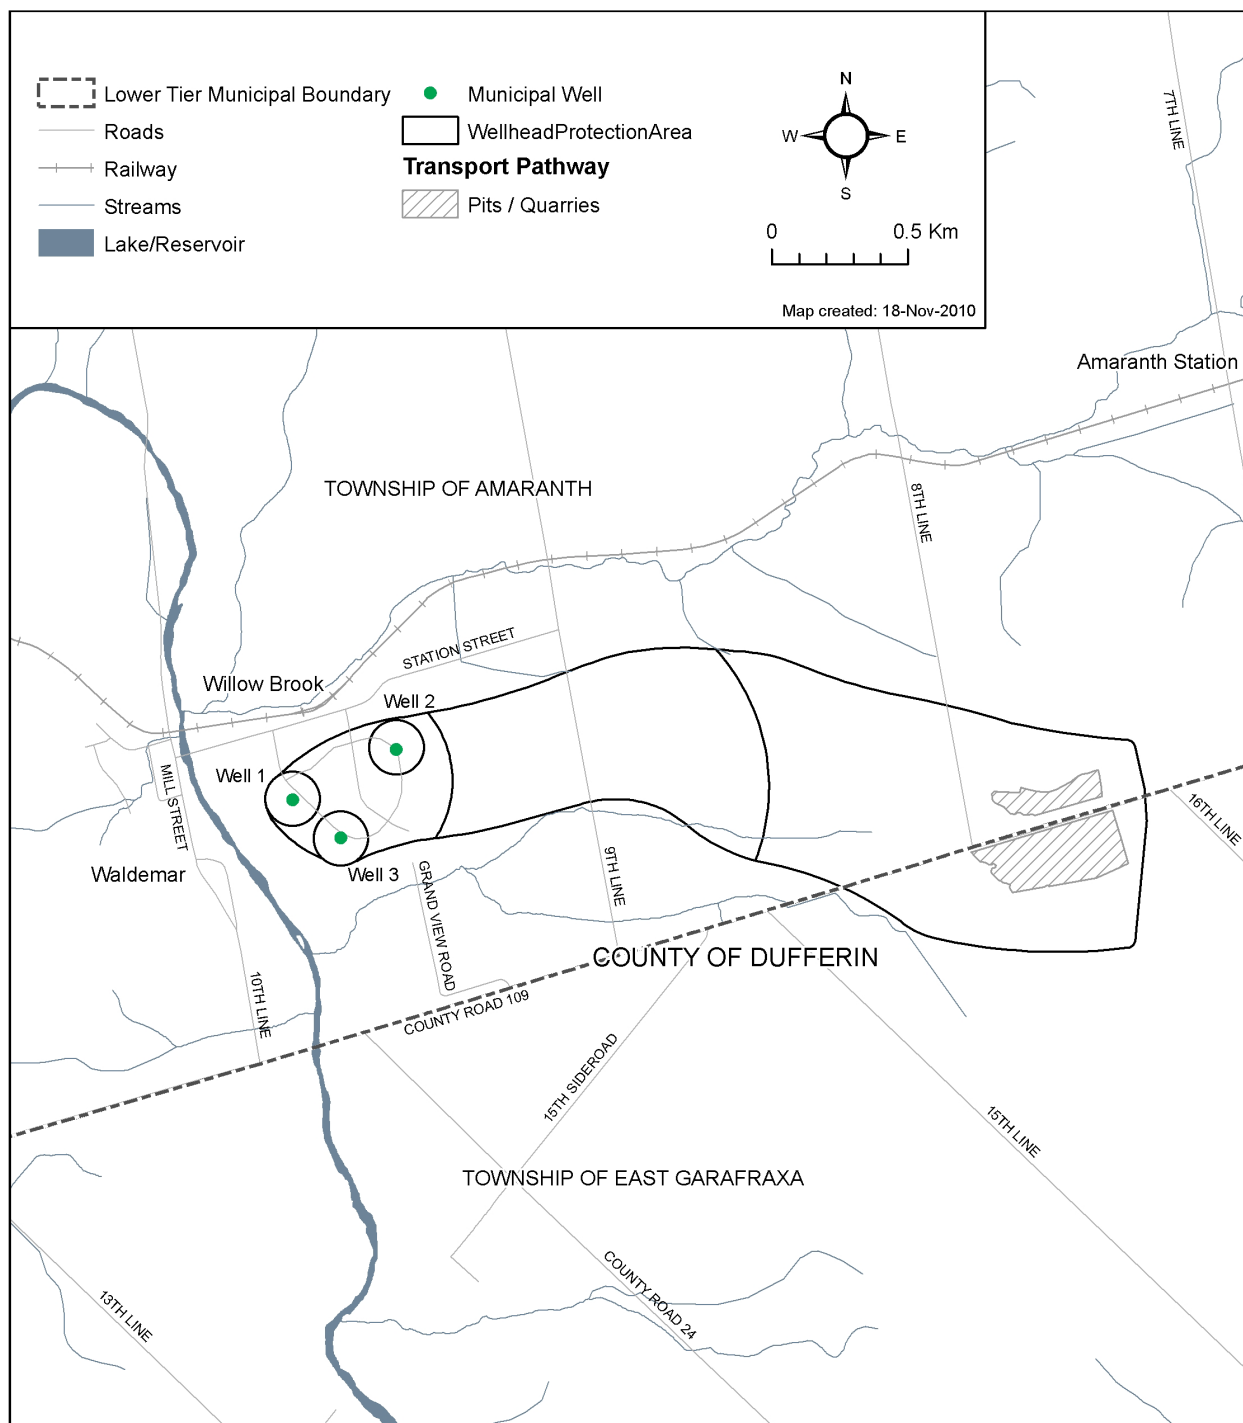 Lower Tier Municipal Boundary
Roads
Railway
Streams
Lake/Reservoir
Municipal Well
WellheadProtectionArea
Transport Pathway
Pits / Quarries
N
W
E
S
0
0.5 Km
Map created: 18-Nov-2010
7TH LINE
Amaranth Station
TOWNSHIP OF AMARANTH
8TH LINE
STATION STREET
Willow Brook
Well 2
Well 1
MILL STREET
16TH LINE
Waldemar
Well 3
GRAND VIEW ROAD
9TH LINE
COUNTY OF DUFFERIN
10TH LINE
COUNTY ROAD 109
15TH SIDEROAD
15TH LINE
TOWNSHIP OF EAST GARAFRAXA
COUNTY ROAD 24
13TH LINE